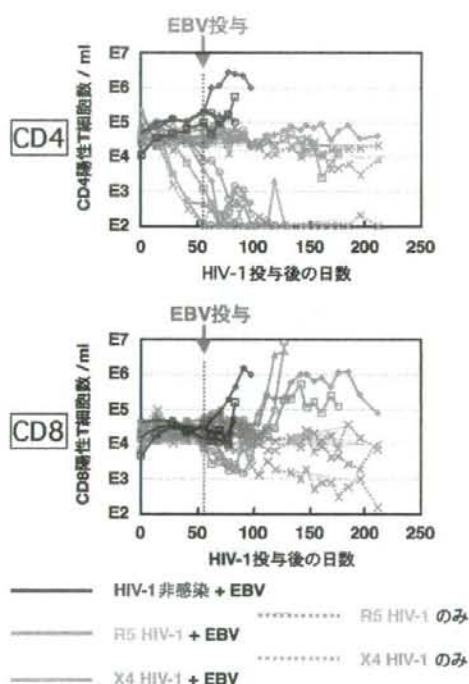 EBV投与
CD4
CD4陽性T細胞数 / ml
E7
E6
E5
E4
E3
E2
0
50
100
150
200
250
HIV-1投与後の日数
EBV投与
CD8
CD8陽性T細胞数 / ml
E7
E6
E5
E4
E3
E2
0
50
100
150
200
250
HIV-1投与後の日数
HIV-1非感染 + EBV
R5 HIV-1 のみ
R5 HIV-1 + EBV
X4 HIV-1 のみ
X4 HIV-1 + EBV